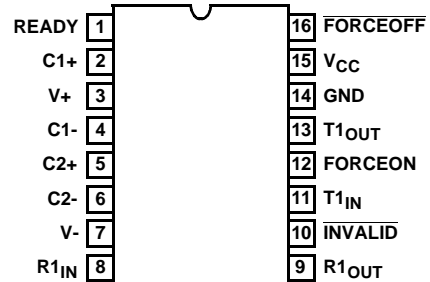 READY 1 16 FORCEOFF
C1+ 2 15 VCC
V+ 3 14 GND
C1- 4 13 T1OUT
C2+ 5 12 FORCEON
C2- 6 11 T1IN
V- 7 10 INVALID
R1IN 8 9 R1OUT